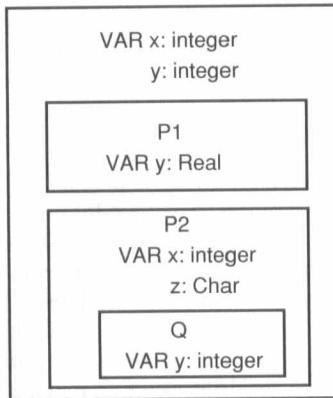 VAR x: integer
y: integer
P1
VAR y: Real
P2
VAR x: integer
z: Char
Q
VAR y: integer